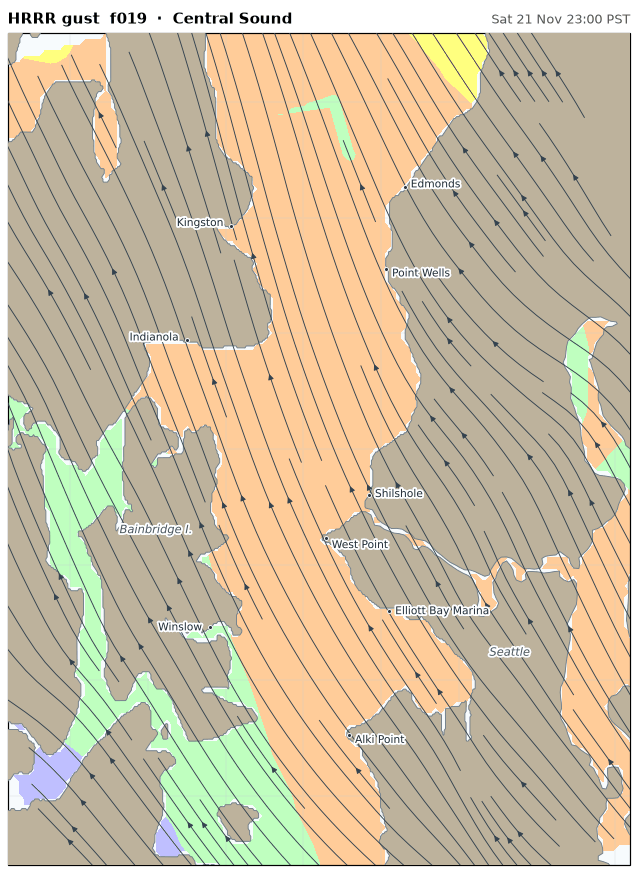 HRRR gust f019 · Central Sound
Sat 21 Nov 23:00 PST
Edmonds
Kingston
Point Wells
Indianola
Shilshole
Bainbridge I.
West Point
Elliott Bay Marina
Winslow
Seattle
Alki Point